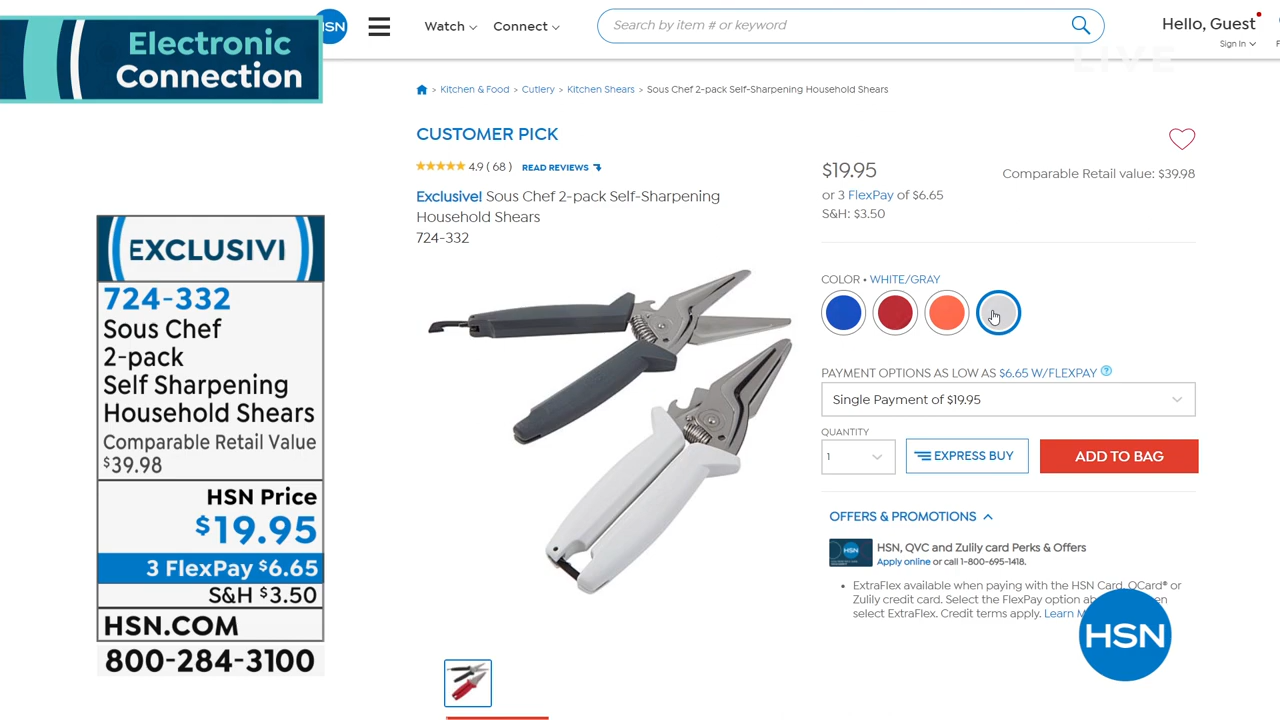 Electronic
Connection
HSN
Watch
Connect
Search by item # or keyword
Hello, Guest
Sign In
LIVE
Kitchen & Food > Cutlery > Kitchen Shears > Sous Chef 2-pack Self-Sharpening Household Shears
CUSTOMER PICK
4.9 ( 68 ) READ REVIEWS
Exclusive! Sous Chef 2-pack Self-Sharpening
Household Shears
724-332
$19.95
Comparable Retail value: $39.98
or 3 FlexPay of $6.65
S&H: $3.50
COLOR • WHITE/GRAY
PAYMENT OPTIONS AS LOW AS $6.65 W/FLEXPAY
Single Payment of $19.95
QUANTITY
1
EXPRESS BUY
ADD TO BAG
OFFERS & PROMOTIONS
HSN
HSN, QVC and Zulily card Perks & Offers
Apply online or call 1-800-695-1418.
• ExtraFlex available when paying with the HSN Card, QCard® or
Zulily credit card. Select the FlexPay option
select ExtraFlex. Credit terms apply. Learn
HSN
EXCLUSIVI
724-332
Sous Chef
2-pack
Self Sharpening
Household Shears
Comparable Retail Value
$39.98
HSN Price
$19.95
3 FlexPay $6.65
S&H $3.50
HSN.COM
800-284-3100